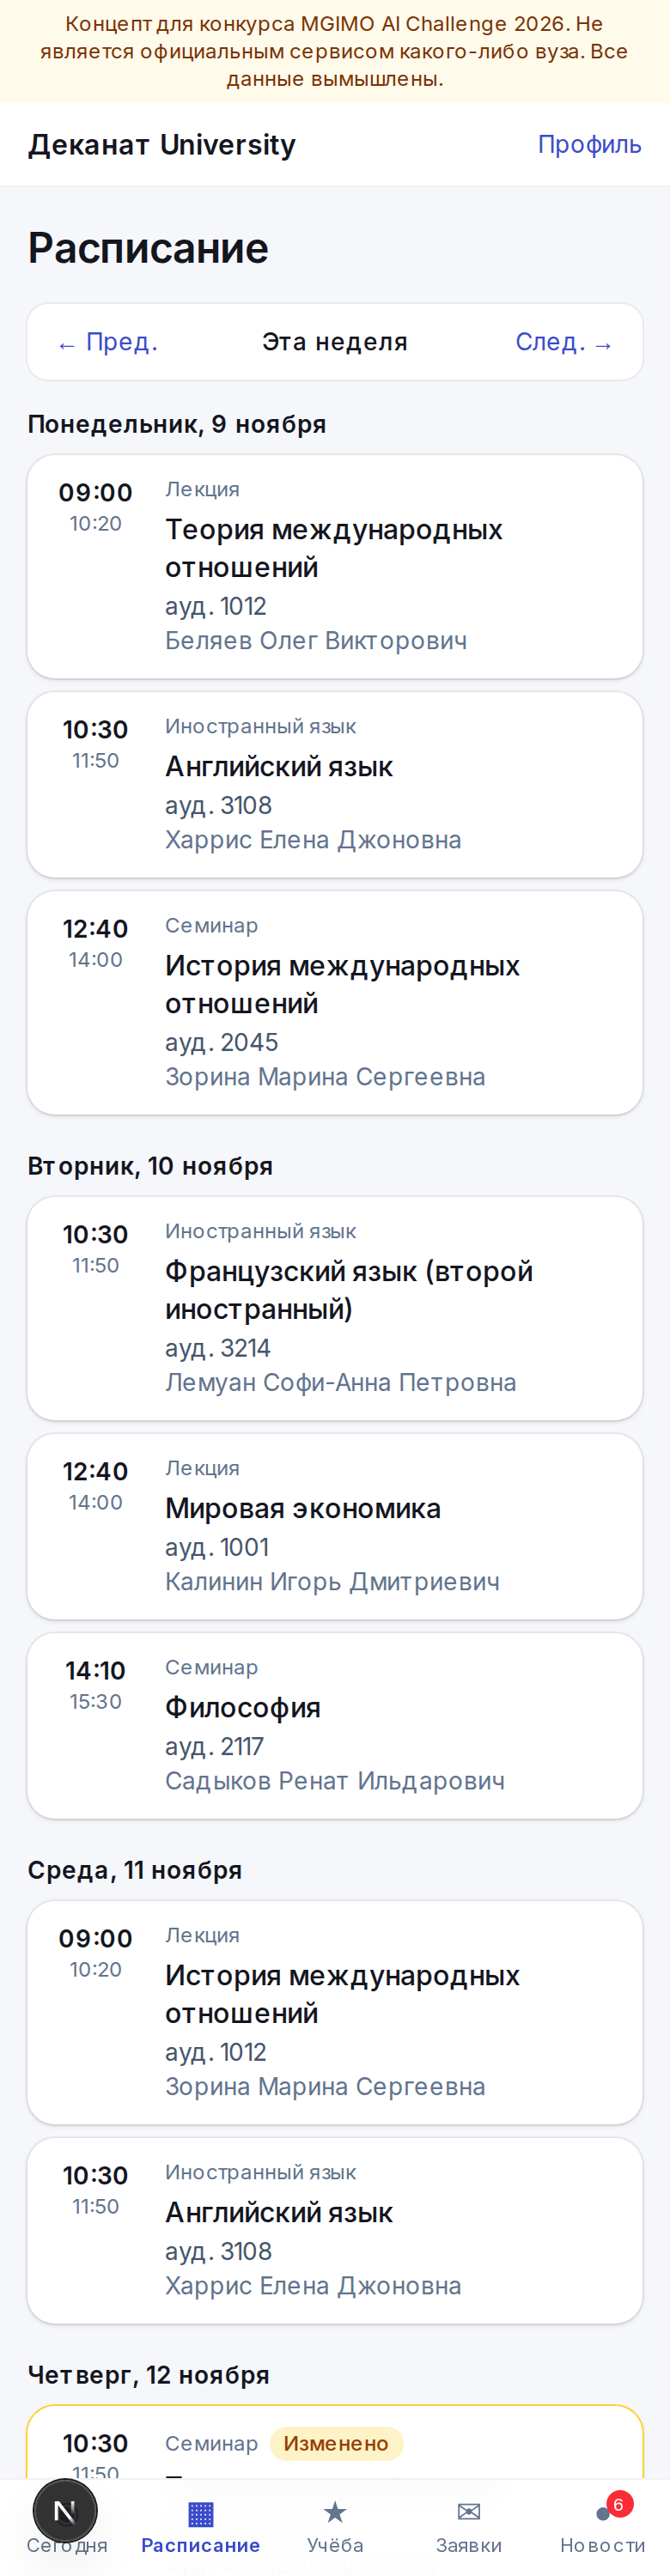 Концепт для конкурса MGIMO AI Challenge 2026. Не
является официальным сервисом какого-либо вуза. Все
данные вымышлены.
Деканат University
Профиль
Расписание
← Пред.
Эта неделя
След. →
Понедельник, 9 ноября
09:00
10:20
Лекция
Теория международных
отношений
ауд. 1012
Беляев Олег Викторович
10:30
11:50
Иностранный язык
Английский язык
ауд. 3108
Харрис Елена Джоновна
12:40
14:00
Семинар
История международных
отношений
ауд. 2045
Зорина Марина Сергеевна
Вторник, 10 ноября
10:30
11:50
Иностранный язык
Французский язык (второй
иностранный)
ауд. 3214
Лемуан Софи-Анна Петровна
12:40
14:00
Лекция
Мировая экономика
ауд. 1001
Калинин Игорь Дмитриевич
14:10
15:30
Семинар
Философия
ауд. 2117
Садыков Ренат Ильдарович
Среда, 11 ноября
09:00
10:20
Лекция
История международных
отношений
ауд. 1012
Зорина Марина Сергеевна
10:30
11:50
Иностранный язык
Английский язык
ауд. 3108
Харрис Елена Джоновна
Четверг, 12 ноября
10:30
11:50
Семинар
Изменено
N
6
Сегодня
Расписание
Учёба
Заявки
Новости